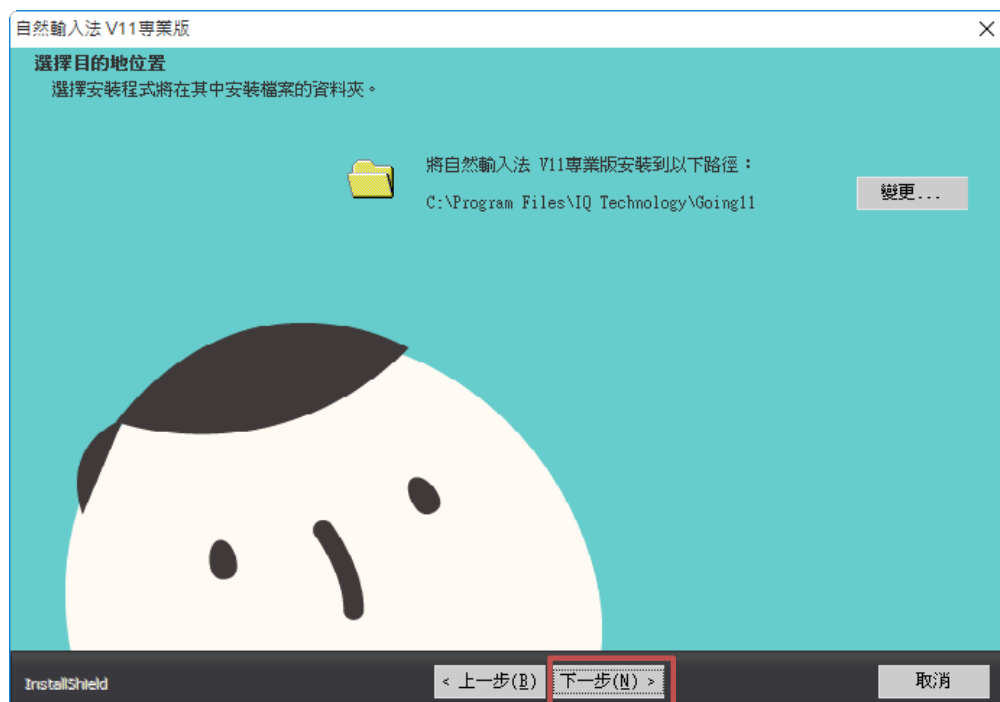 自然輸入法 V11專業版
選擇目的地位置
選擇安裝程式將在其中安裝檔案的資料夾。
將自然輸入法 V11專業版安裝到以下路徑：
C:\Program Files\IQ Technology\Going11
變更...
InstallShield
< 上一步(B)
下一步(N) >
取消